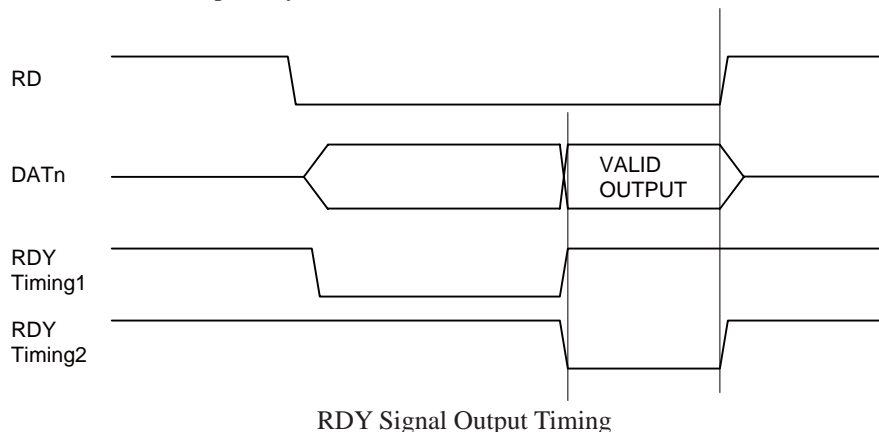 RD
DATn
VALID
OUTPUT
RDY
Timing1
RDY
Timing2
RDY Signal Output Timing